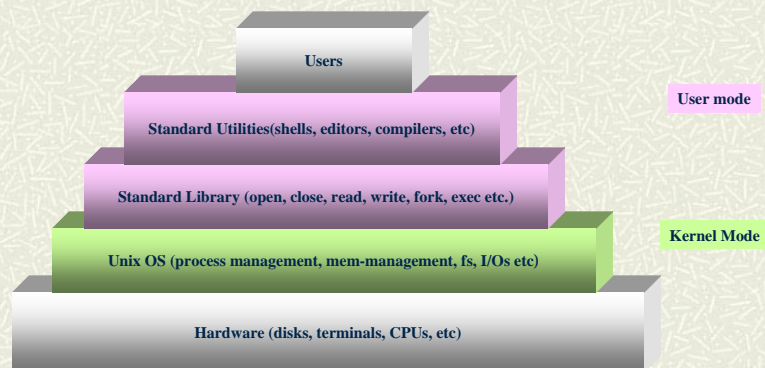 Users
User mode
Standard Utilities(shells, editors, compilers, etc)
Standard Library (open, close, read, write, fork, exec etc.)
Kernel Mode
Unix OS (process management, mem-management, fs, I/Os etc)
Hardware (disks, terminals, CPUs, etc)